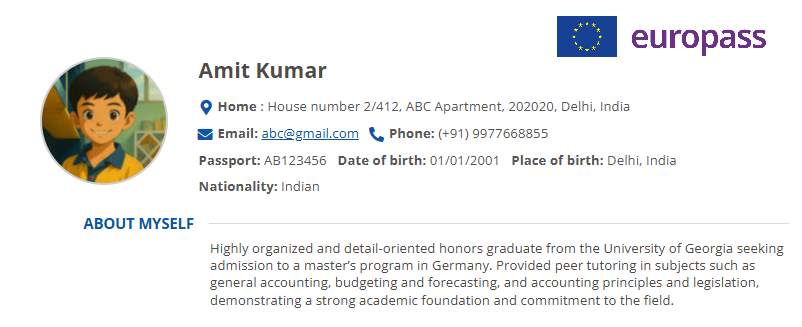 europass
Amit Kumar
Home : House number 2/412, ABC Apartment, 202020, Delhi, India
Email: abc@gmail.com Phone: (+91) 9977668855
Passport: AB123456 Date of birth: 01/01/2001 Place of birth: Delhi, India
Nationality: Indian
ABOUT MYSELF
Highly organized and detail-oriented honors graduate from the University of Georgia seeking
admission to a master’s program in Germany. Provided peer tutoring in subjects such as
general accounting, budgeting and forecasting, and accounting principles and legislation,
demonstrating a strong academic foundation and commitment to the field.